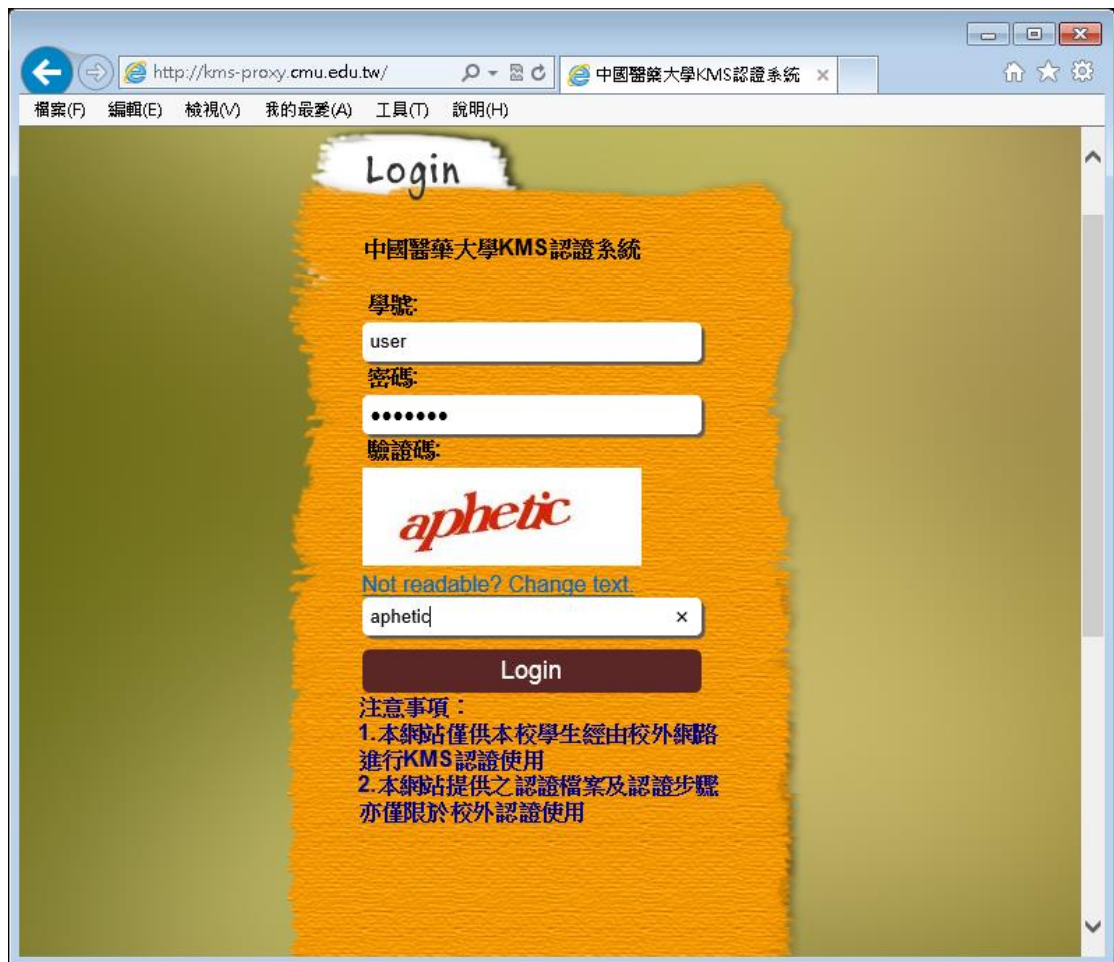 http://kms-proxy.cmu.edu.tw/
中國醫藥大學KMS認證系統
檔案(F) 編輯(E) 檢視(V) 我的最愛(A) 工具(T) 說明(H)
Login
中國醫藥大學KMS認證系統
學號:
user
密碼:
驗證碼:
aphetic
Not readable? Change text.
aphetic
Login
注意事項：
1.本網站僅供本校學生經由校外網路
進行KMS認證使用
2.本網站提供之認證檔案及認證步驟
亦僅限於校外認證使用